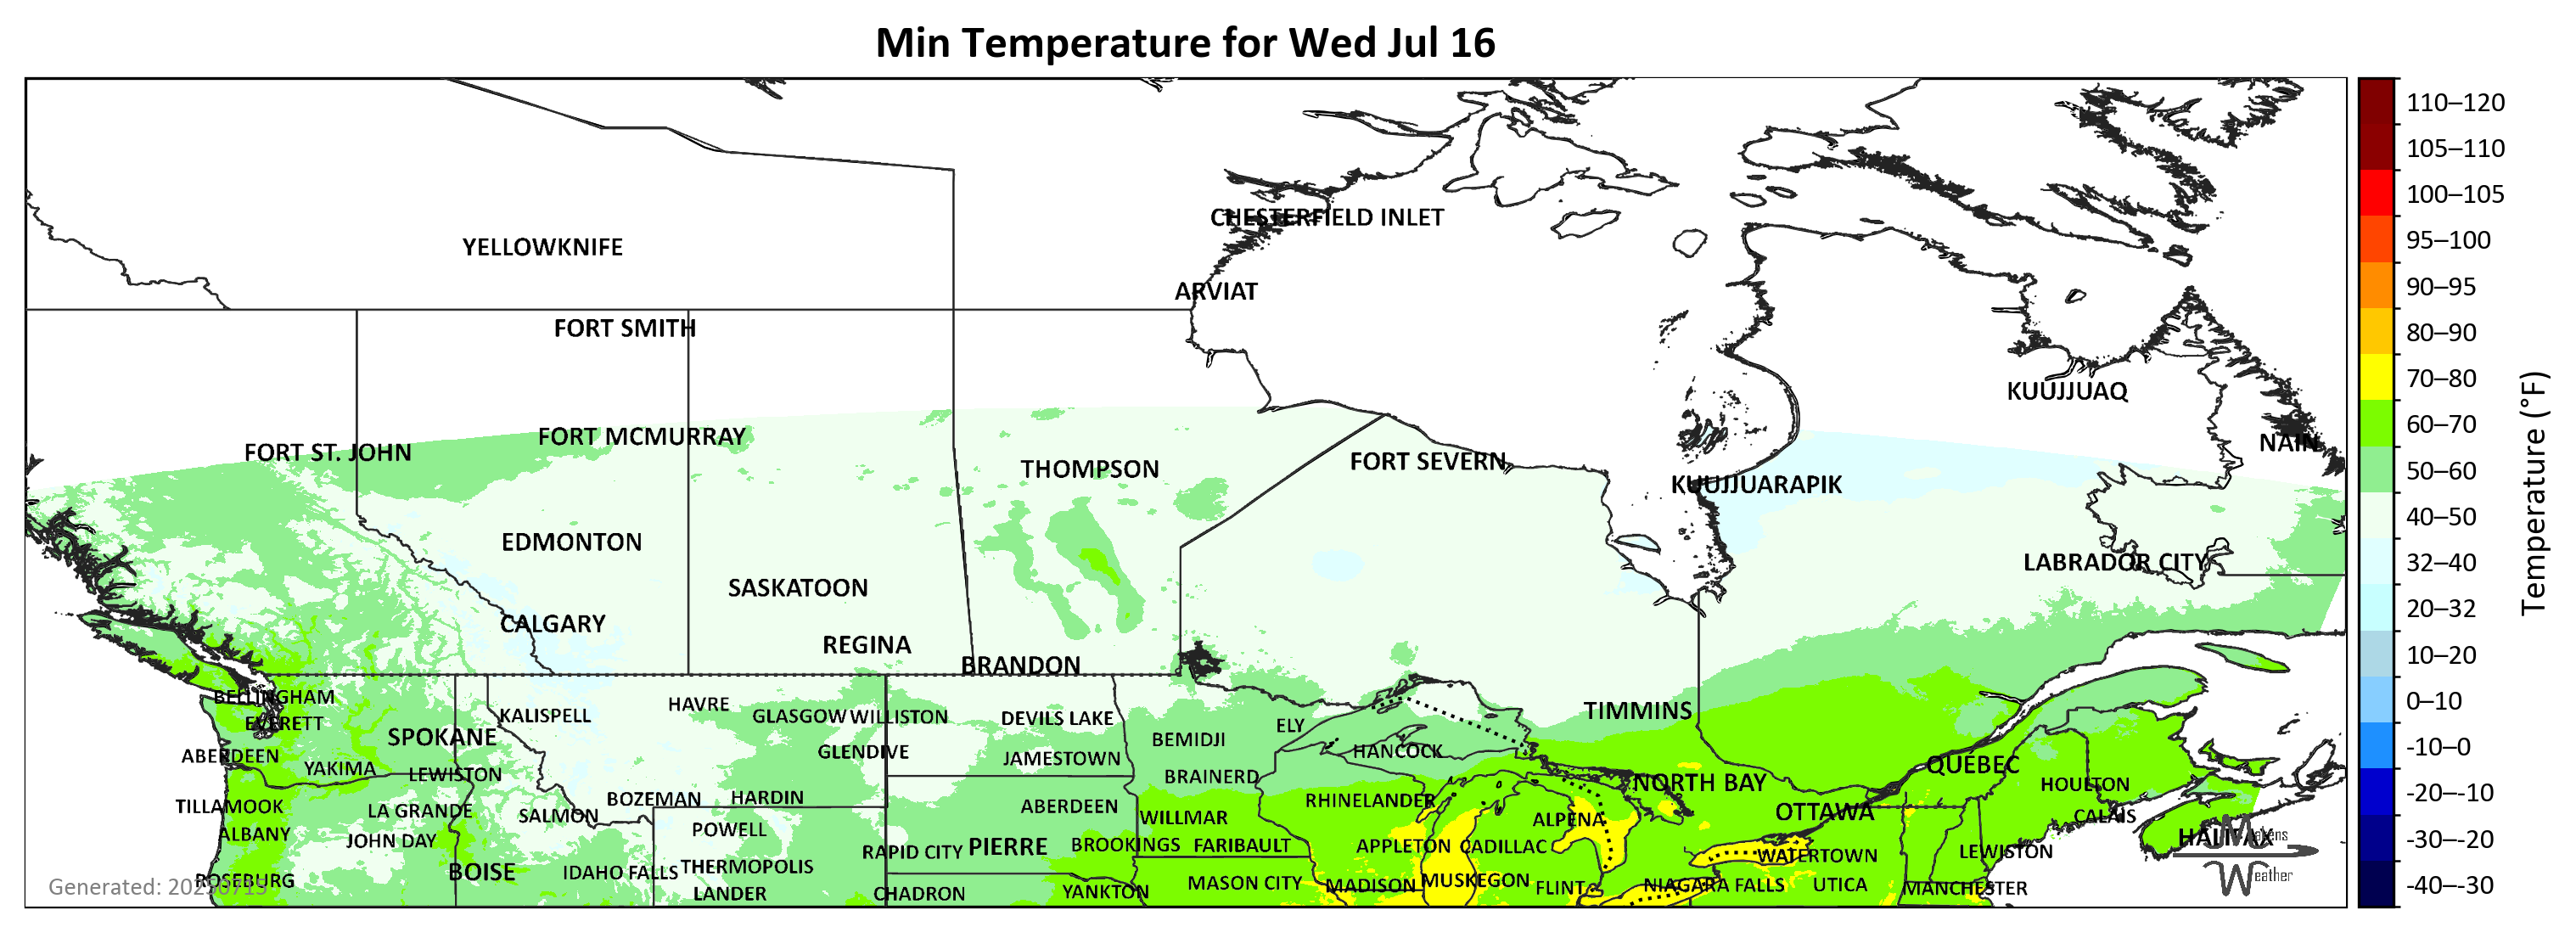 Min Temperature for Wed Jul 16
110–120
105–110
100–105
95–100
90–95
80–90
70–80
60–70
50–60
40–50
32–40
20–32
10–20
0–10
-10–0
-20–-10
-30–-20
-40–-30
Temperature (°F)
CHESTERFIELD INLET
YELLOWKNIFE
ARVIAT
FORT SMITH
KUUJJUAQ
FORT MCMURRAY
NAIN
FORT ST. JOHN
FORT SEVERN
THOMPSON
KUUJJUARAPIK
EDMONTON
LABRADOR CITY
SASKATOON
CALGARY
REGINA
BRANDON
BELLINGHAM
HAVRE
TIMMINS
KALISPELL
GLASGOW
WILLISTON
DEVILS LAKE
EVERETT
ELY
SPOKANE
BEMIDJI
GLENDIVE
HANCOCK
ABERDEEN
JAMESTOWN
QUÉBEC
YAKIMA
LEWISTON
BRAINERD
NORTH BAY
HOULTON
BOZEMAN
HARDIN
RHINELANDER
TILLAMOOK
LA GRANDE
ABERDEEN
OTTAWA
SALMON
WILLMAR
CALAIS
ALPENA
POWELL
ALBANY
HALIFAX
JOHN DAY
PIERRE
BROOKINGS
FARIBAULT
APPLETON
CADILLAC
RAPID CITY
LEWISTON
WATERTOWN
THERMOPOLIS
BOISE
IDAHO FALLS
ROSEBURG
MUSKEGON
MASON CITY
MADISON
FLINT
NIAGARA FALLS
UTICA
MANCHESTER
LANDER
CHADRON
YANKTON
Generated: 20250715
Makens
Weather